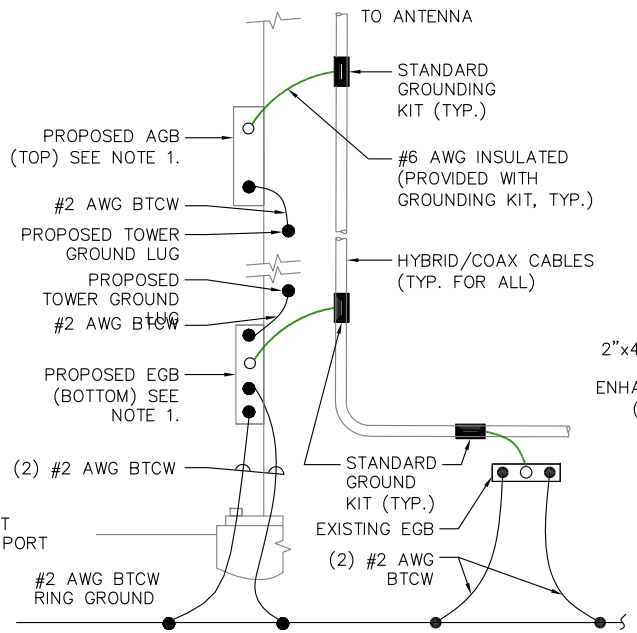 TO ANTENNA
STANDARD
GROUNDING
KIT (TYP.)
PROPOSED AGB
(TOP) SEE NOTE 1.
#6 AWG INSULATED
(PROVIDED WITH
GROUNDING KIT, TYP.)
#2 AWG BTCW
PROPOSED TOWER
GROUND LUG
HYBRID/COAX CABLES
(TYP. FOR ALL)
PROPOSED
TOWER GROUND
LUG
#2 AWG BTCW
2"x4
ENHA
(
PROPOSED EGB
(BOTTOM) SEE
NOTE 1.
(2) #2 AWG BTCW
STANDARD
GROUND
KIT (TYP.)
EXISTING EGB
T
PORT
(2) #2 AWG
BTCW
#2 AWG BTCW
RING GROUND